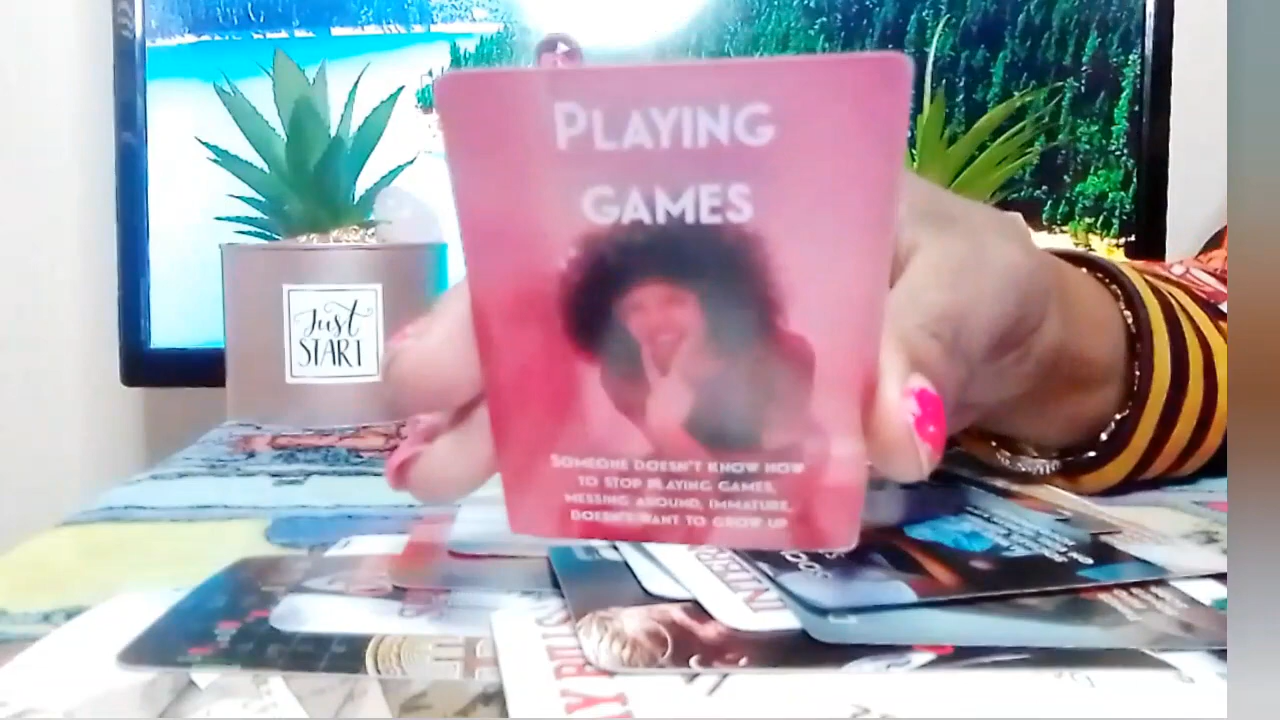 PLAYING
GAMES
Just
START
SOMEONE DOESN'T KNOW HOW
TO STOP PLAYING GAMES,
MESSING AROUND, IMMATURE,
DOESN'T WANT TO GROW UP